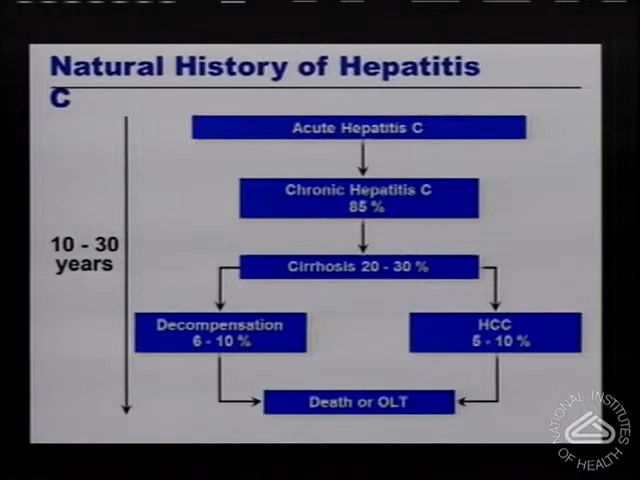 Natural History of Hepatitis
C
Acute Hepatitis C
Chronic Hepatitis C
85 %
10 - 30
years
Cirrhosis 20 - 30 %
Decompensation
6 - 10 %
HCC
5 - 10 %
Death or OLT
NATIONAL INSTITUTES
OF HEALTH